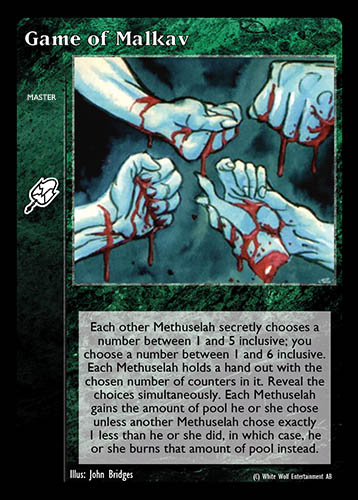 Game of Malkav
MASTER
Each other Methuselah secretly chooses a
number between 1 and 5 inclusive; you
choose a number between 1 and 6 inclusive.
Each Methuselah holds a hand out with the
chosen number of counters in it. Reveal the
choices simultaneously. Each Methuselah
gains the amount of pool he or she chose
unless another Methuselah chose exactly
1 less than he or she did, in which case, he
or she burns that amount of pool instead.
Illus: John Bridges
(C) White Wolf Entertainment AB